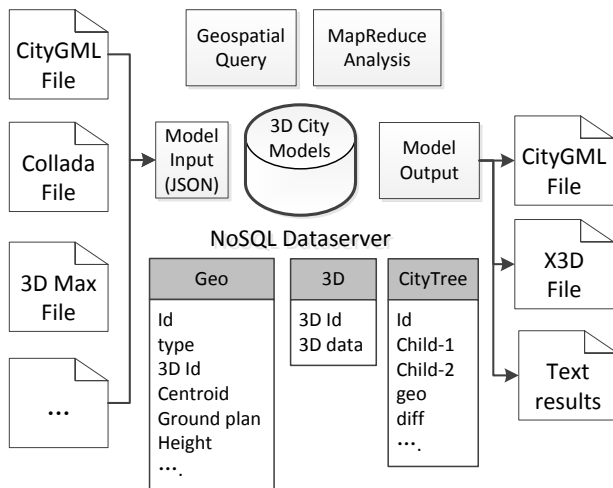 CityGML
File
Collada
File
3D Max
File
...
Geospatial
Query
MapReduce
Analysis
Model
Input
(JSON)
3D City
Models
Model
Output
NoSQL Dataserver
Geo
Id
type
3D Id
Centroid
Ground plan
Height
....
3D
3D Id
3D data
CityTree
Id
Child-1
Child-2
geo
diff
....
CityGML
File
X3D
File
Text
results